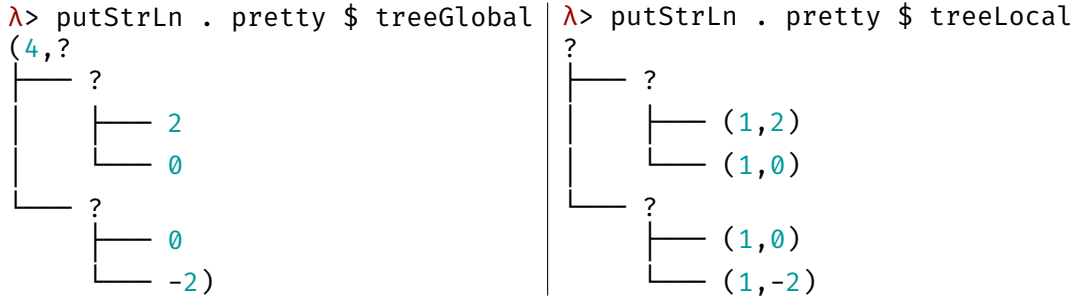 λ> putStrLn . pretty $ treeGlobal
(4,?
├── ?
│   ├── 2
│   └── 0
└── ?
    ├── 0
    └── -2)
λ> putStrLn . pretty $ treeLocal
?
├── ?
│   ├── (1,2)
│   └── (1,0)
└── ?
    ├── (1,0)
    └── (1,-2)